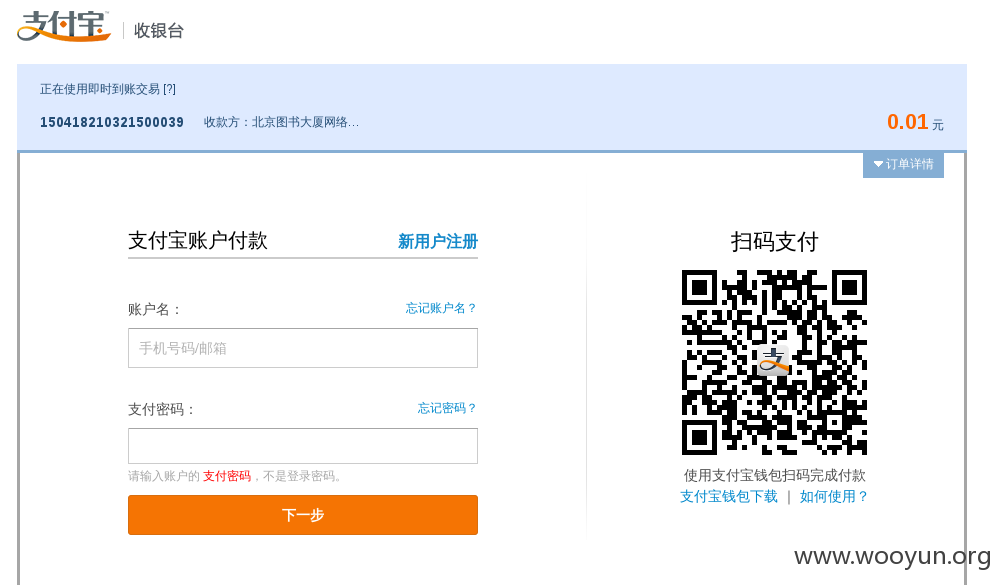 支付宝 收银台
正在使用即时到账交易 [?]
150418210321500039 收款方：北京图书大厦网络… 0.01 元
订单详情
支付宝账户付款 新用户注册
账户名： 忘记账户名？
手机号码/邮箱
支付密码： 忘记密码？
请输入账户的 支付密码，不是登录密码。
下一步
扫码支付
支
使用支付宝钱包扫码完成付款
支付宝钱包下载 | 如何使用？
www.wooyun.org